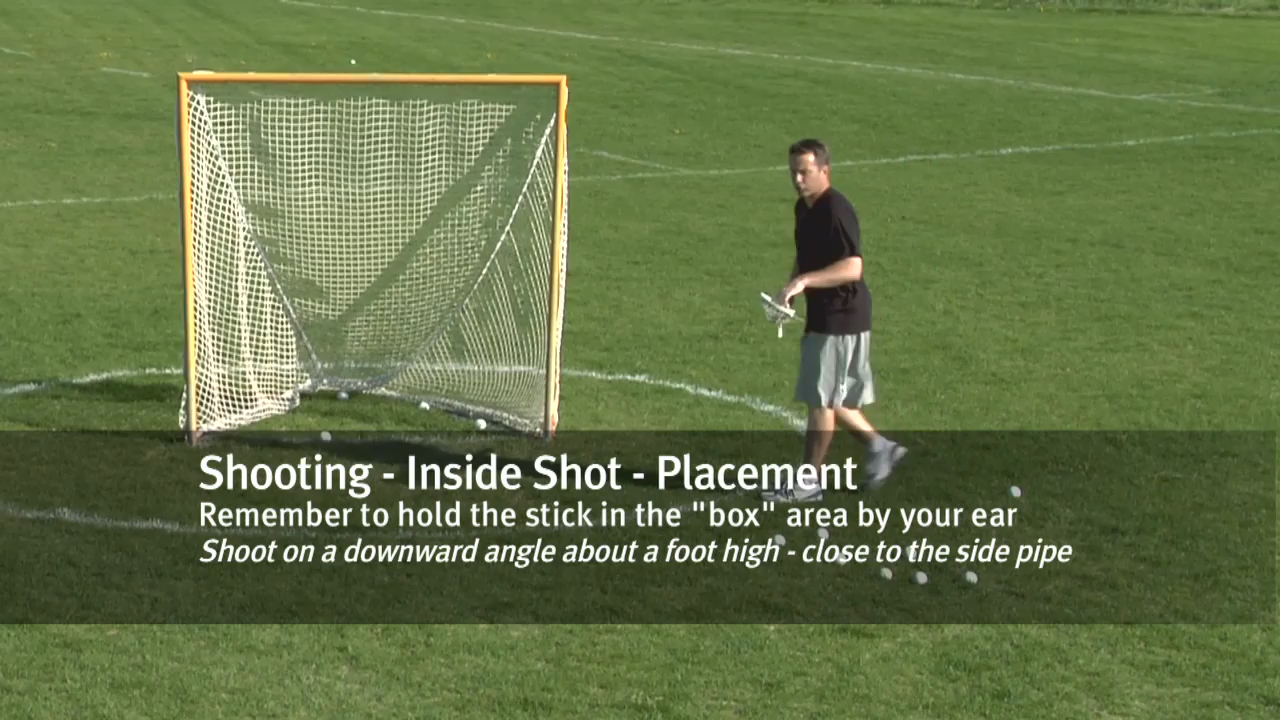 Shooting - Inside Shot - Placement
Remember to hold the stick in the "box" area by your ear
Shoot on a downward angle about a foot high - close to the side pipe